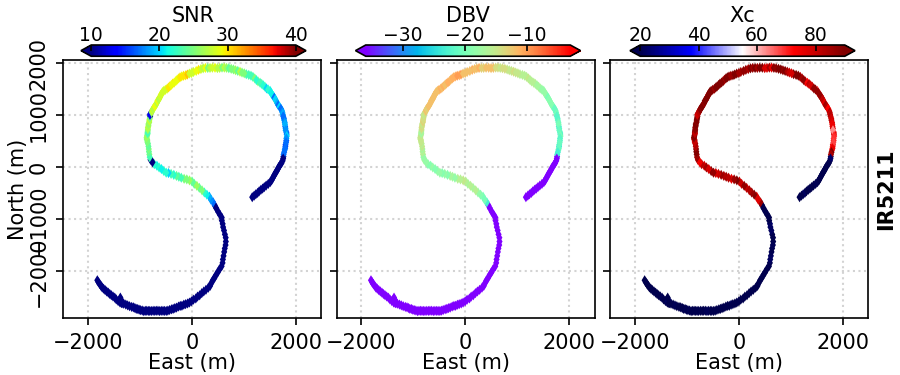 SNR DBV Xc
10 20 30 40 −30 −20 −10 20 40 60 80
North (m)
2000
1000
0
−1000
−2000
−2000 0 2000 −2000 0 2000 −2000 0 2000
East (m) East (m) East (m)
IR5211